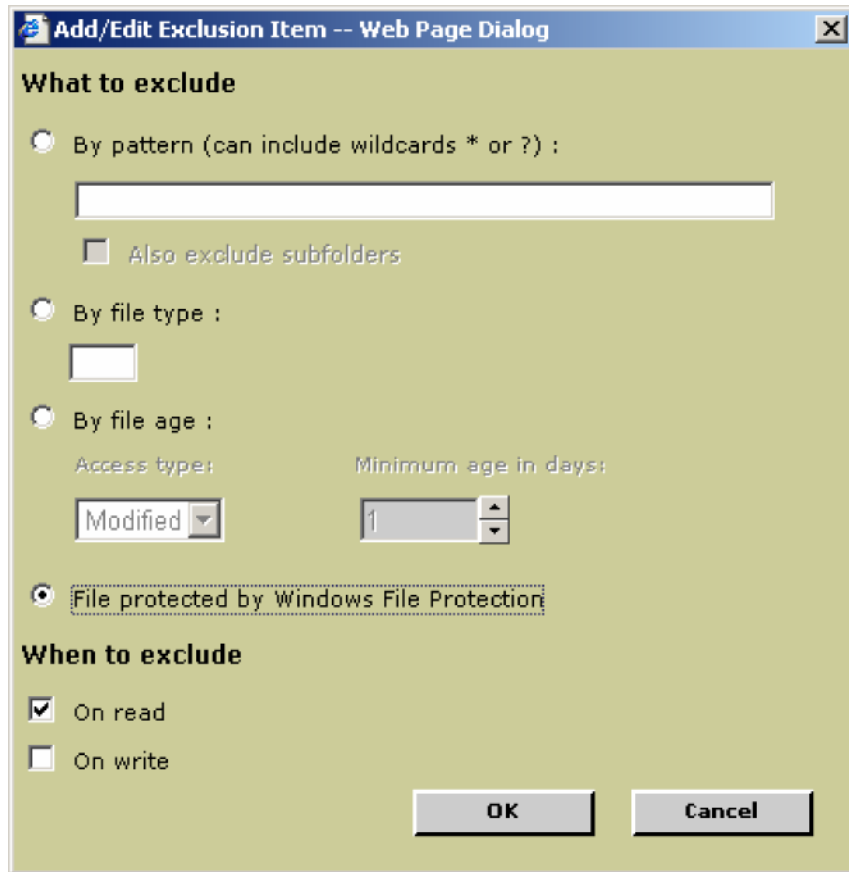 Add/Edit Exclusion Item -- Web Page Dialog
What to exclude
By pattern (can include wildcards * or ?) :
Also exclude subfolders
By file type :
By file age :
Access type: Minimum age in days:
Modified 1
File protected by Windows File Protection
When to exclude
On read
On write
OK Cancel